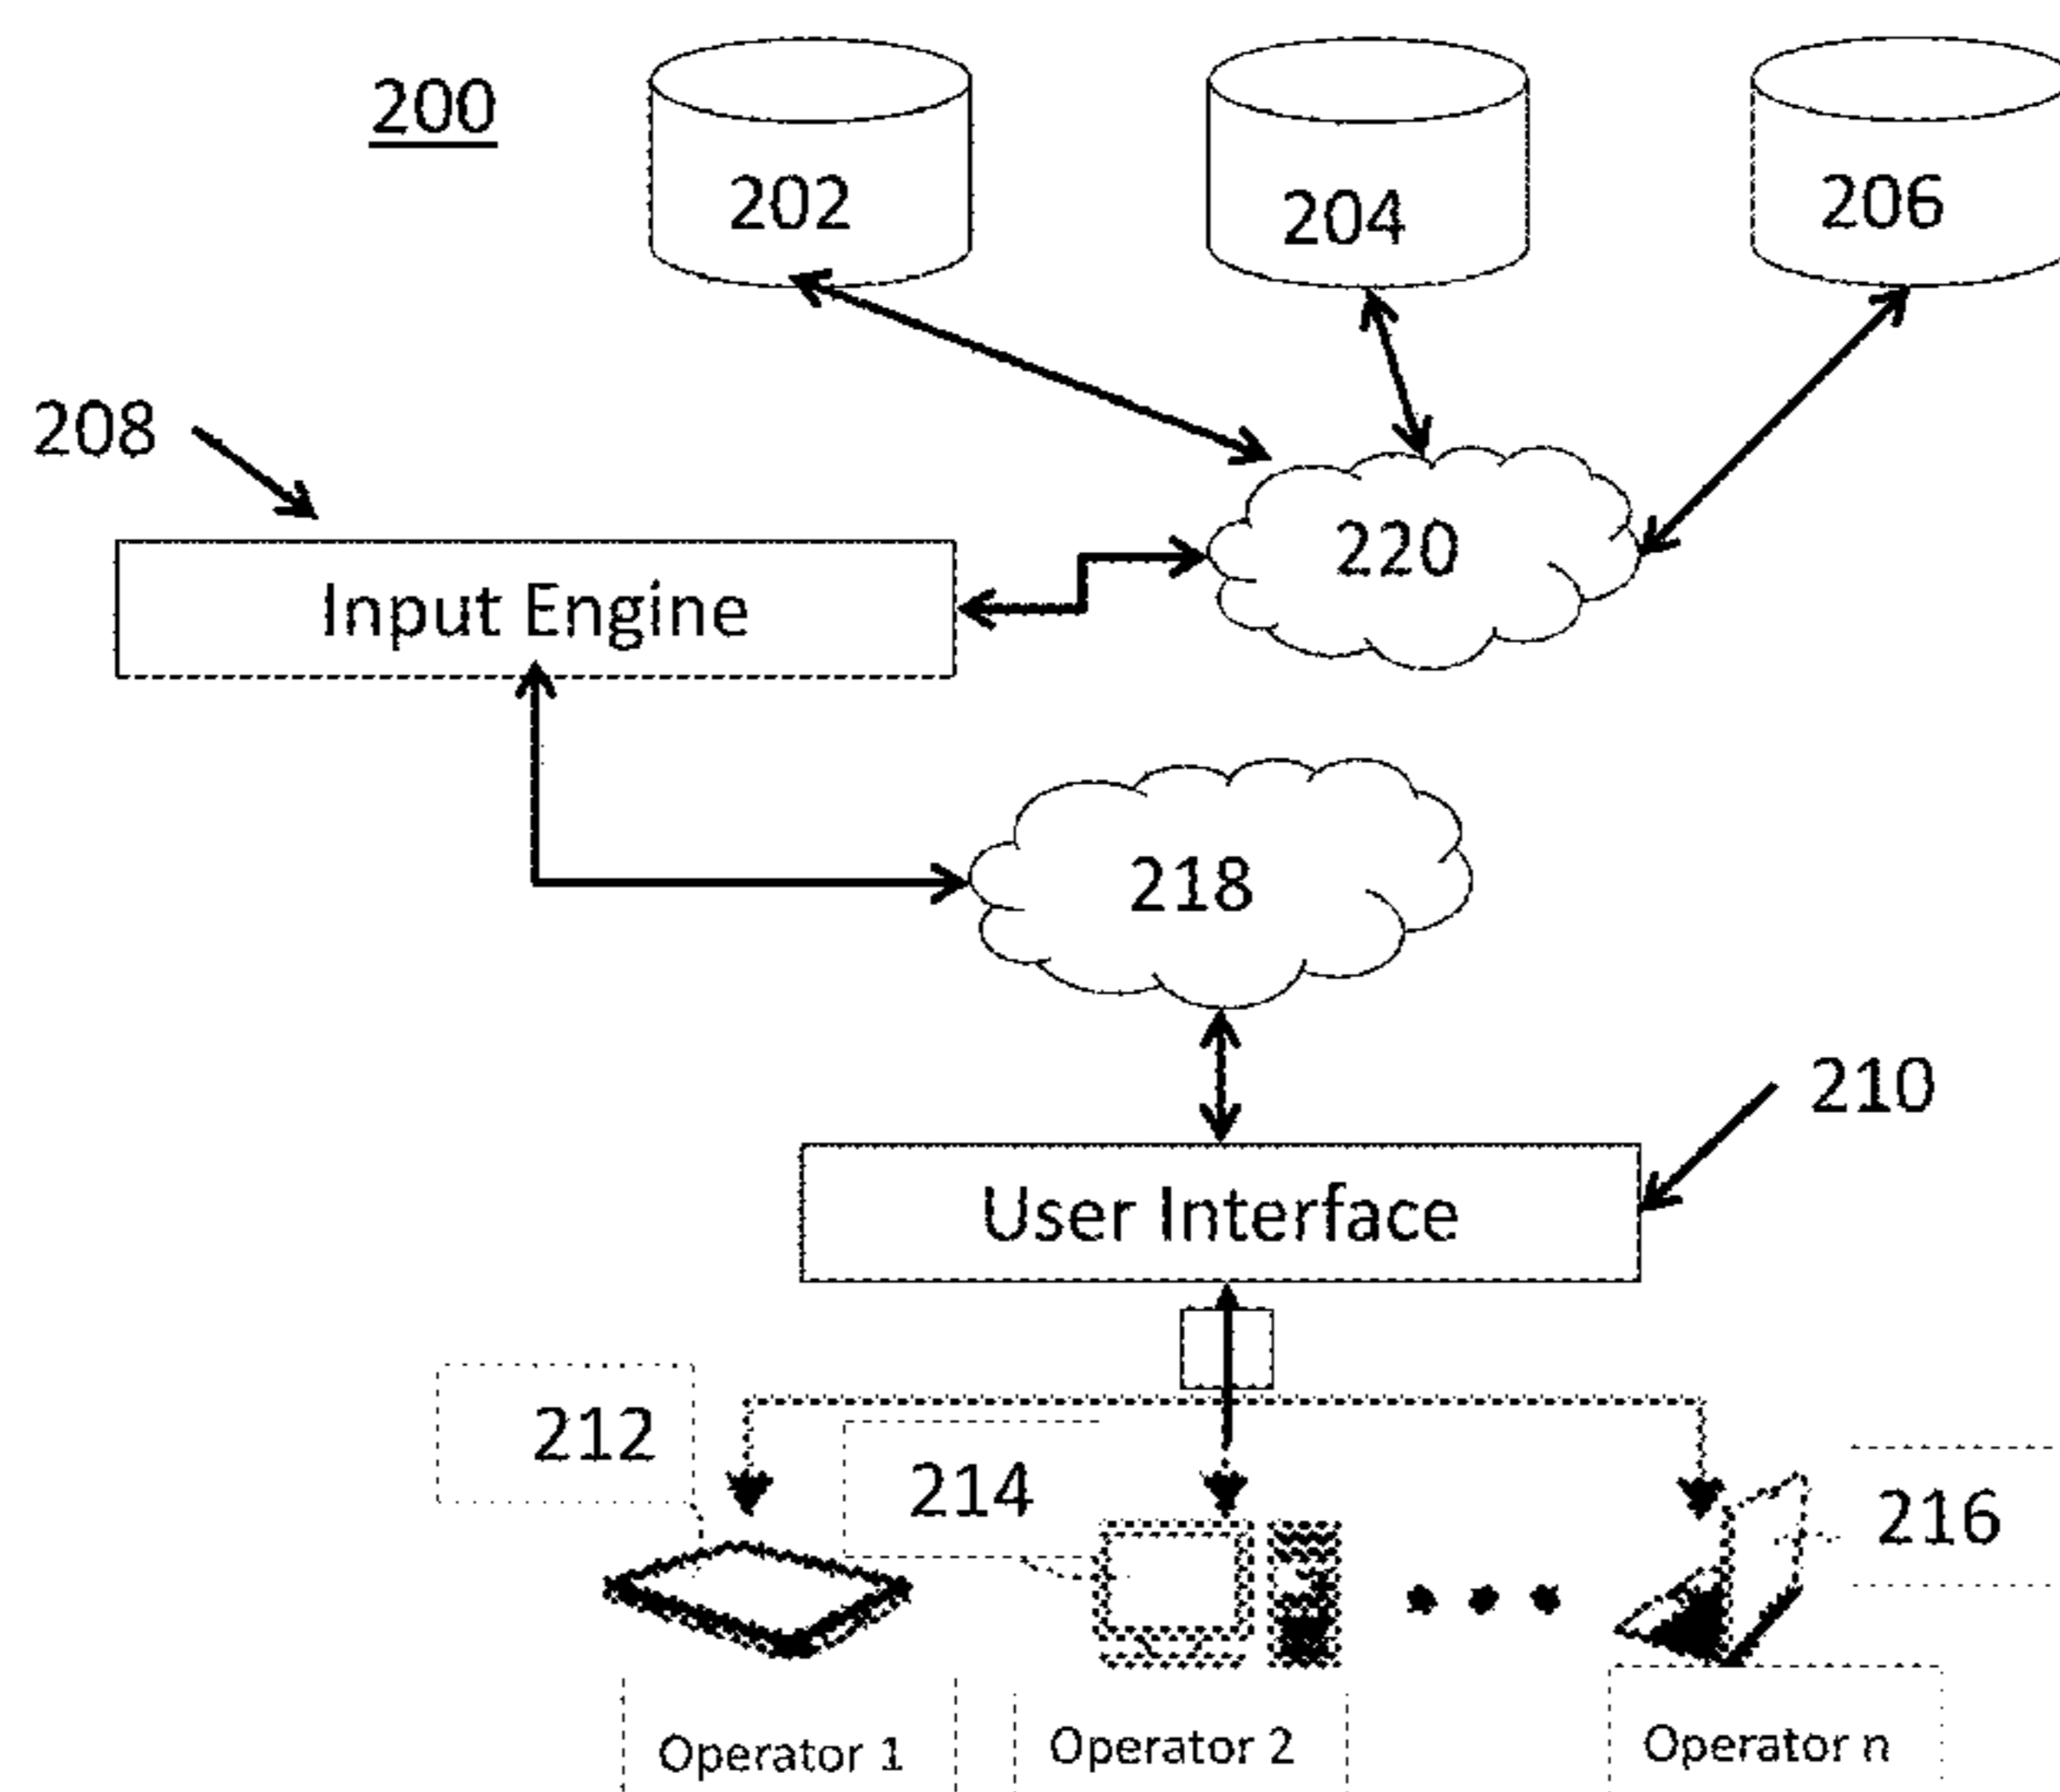 200
202
204
206
208
220
Input Engine
218
210
User Interface
212
214
216
Operator 1
Operator 2
Operator n